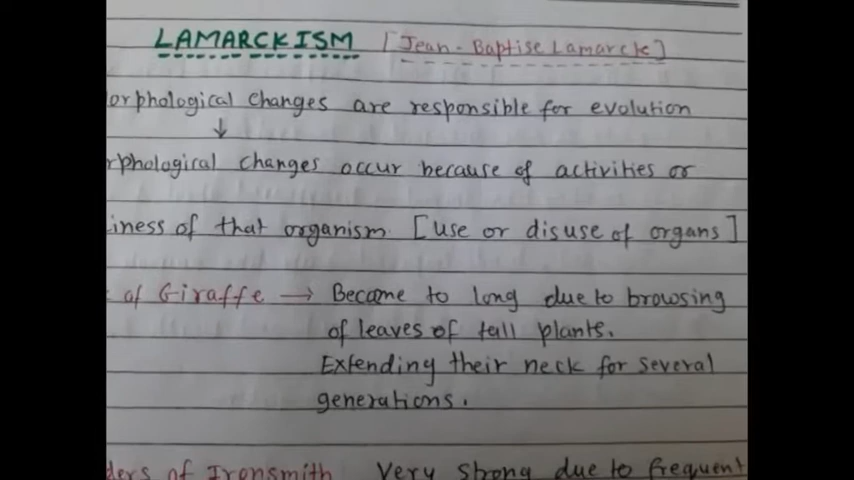 LAMARCKISM [Jean-Baptise Lamarck]
orphological changes are responsible for evolution
↓
rphological changes occur because of activities or
iness of that organism. [use or disuse of organs]
of Giraffe → Became to long due to browsing
of leaves of tall plants.
Extending their neck for several
generations.
ders of Ironsmith Very strong due to frequent